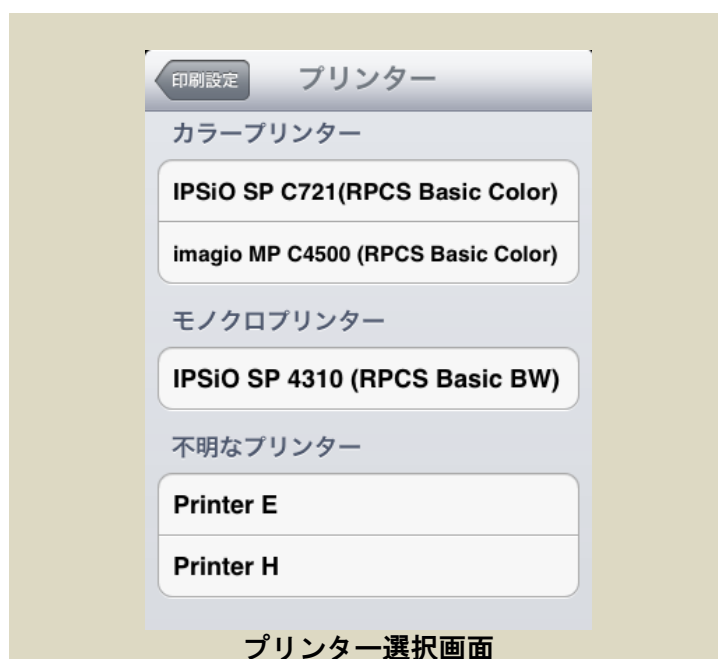 印刷設定 プリンター
カラープリンター
IPSiO SP C721(RPCS Basic Color)
imagio MP C4500 (RPCS Basic Color)
モノクロプリンター
IPSiO SP 4310 (RPCS Basic BW)
不明なプリンター
Printer E
Printer H
プリンター選択画面